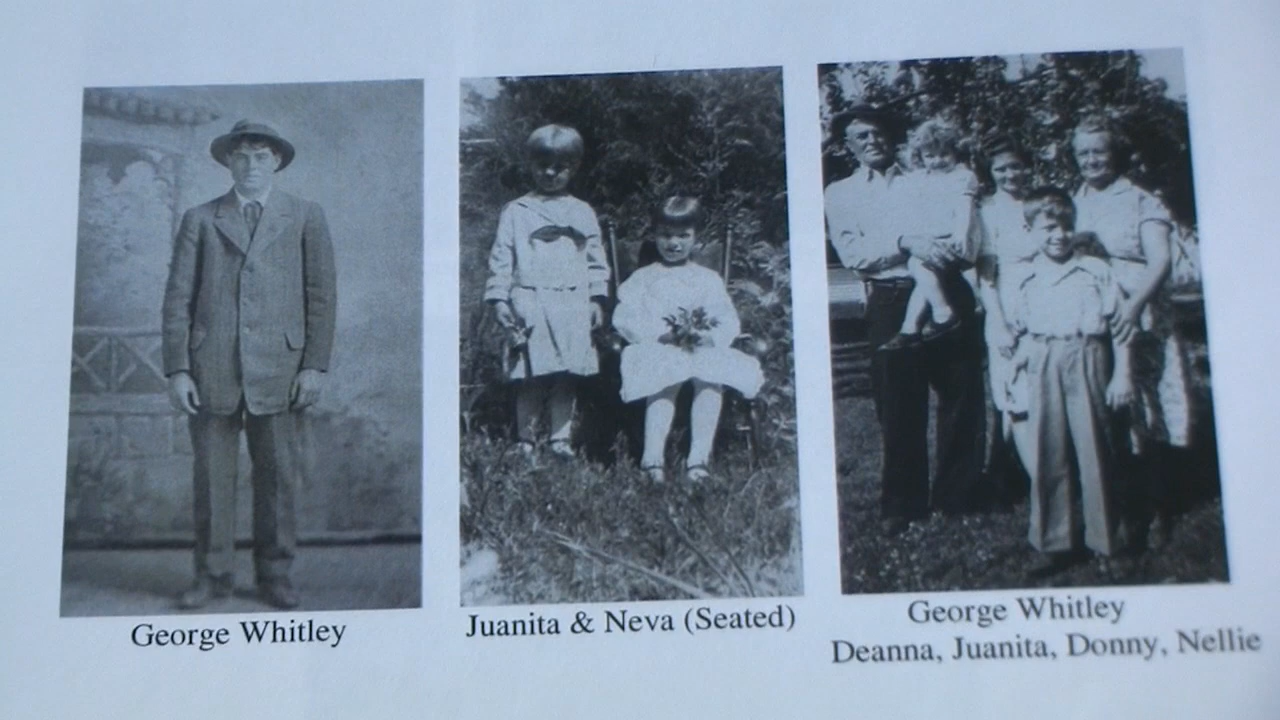 George Whitley
Juanita & Neva (Seated)
George Whitley
Deanna, Juanita, Donny, Nellie